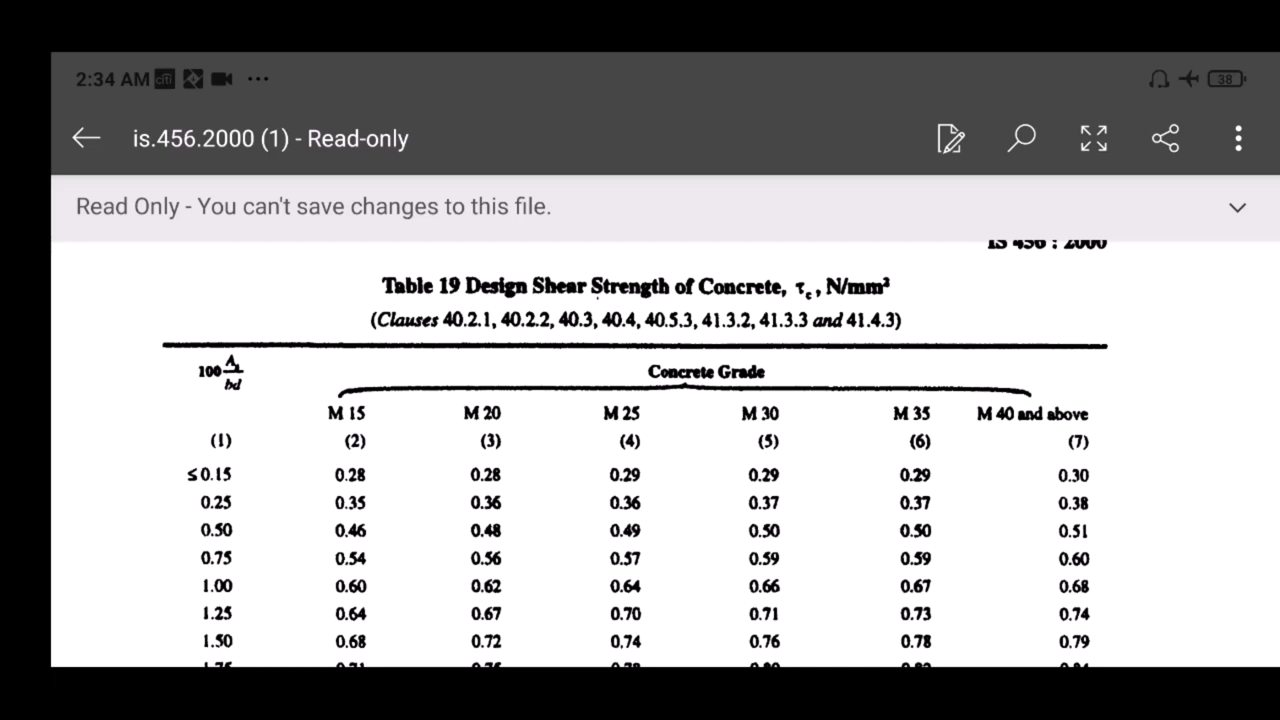 2:34 AM citi ...
38
is.456.2000 (1) - Read-only
Read Only - You can't save changes to this file.
IS 456 : 2000
Table 19 Design Shear Strength of Concrete, τc, N/mm²
(Clauses 40.2.1, 40.2.2, 40.3, 40.4, 40.5.3, 41.3.2, 41.3.3 and 41.4.3)
100 As/bd Concrete Grade
M 15 M 20 M 25 M 30 M 35 M 40 and above
(1) (2) (3) (4) (5) (6) (7)
≤ 0.15 0.28 0.28 0.29 0.29 0.29 0.30
0.25 0.35 0.36 0.36 0.37 0.37 0.38
0.50 0.46 0.48 0.49 0.50 0.50 0.51
0.75 0.54 0.56 0.57 0.59 0.59 0.60
1.00 0.60 0.62 0.64 0.66 0.67 0.68
1.25 0.64 0.67 0.70 0.71 0.73 0.74
1.50 0.68 0.72 0.74 0.76 0.78 0.79